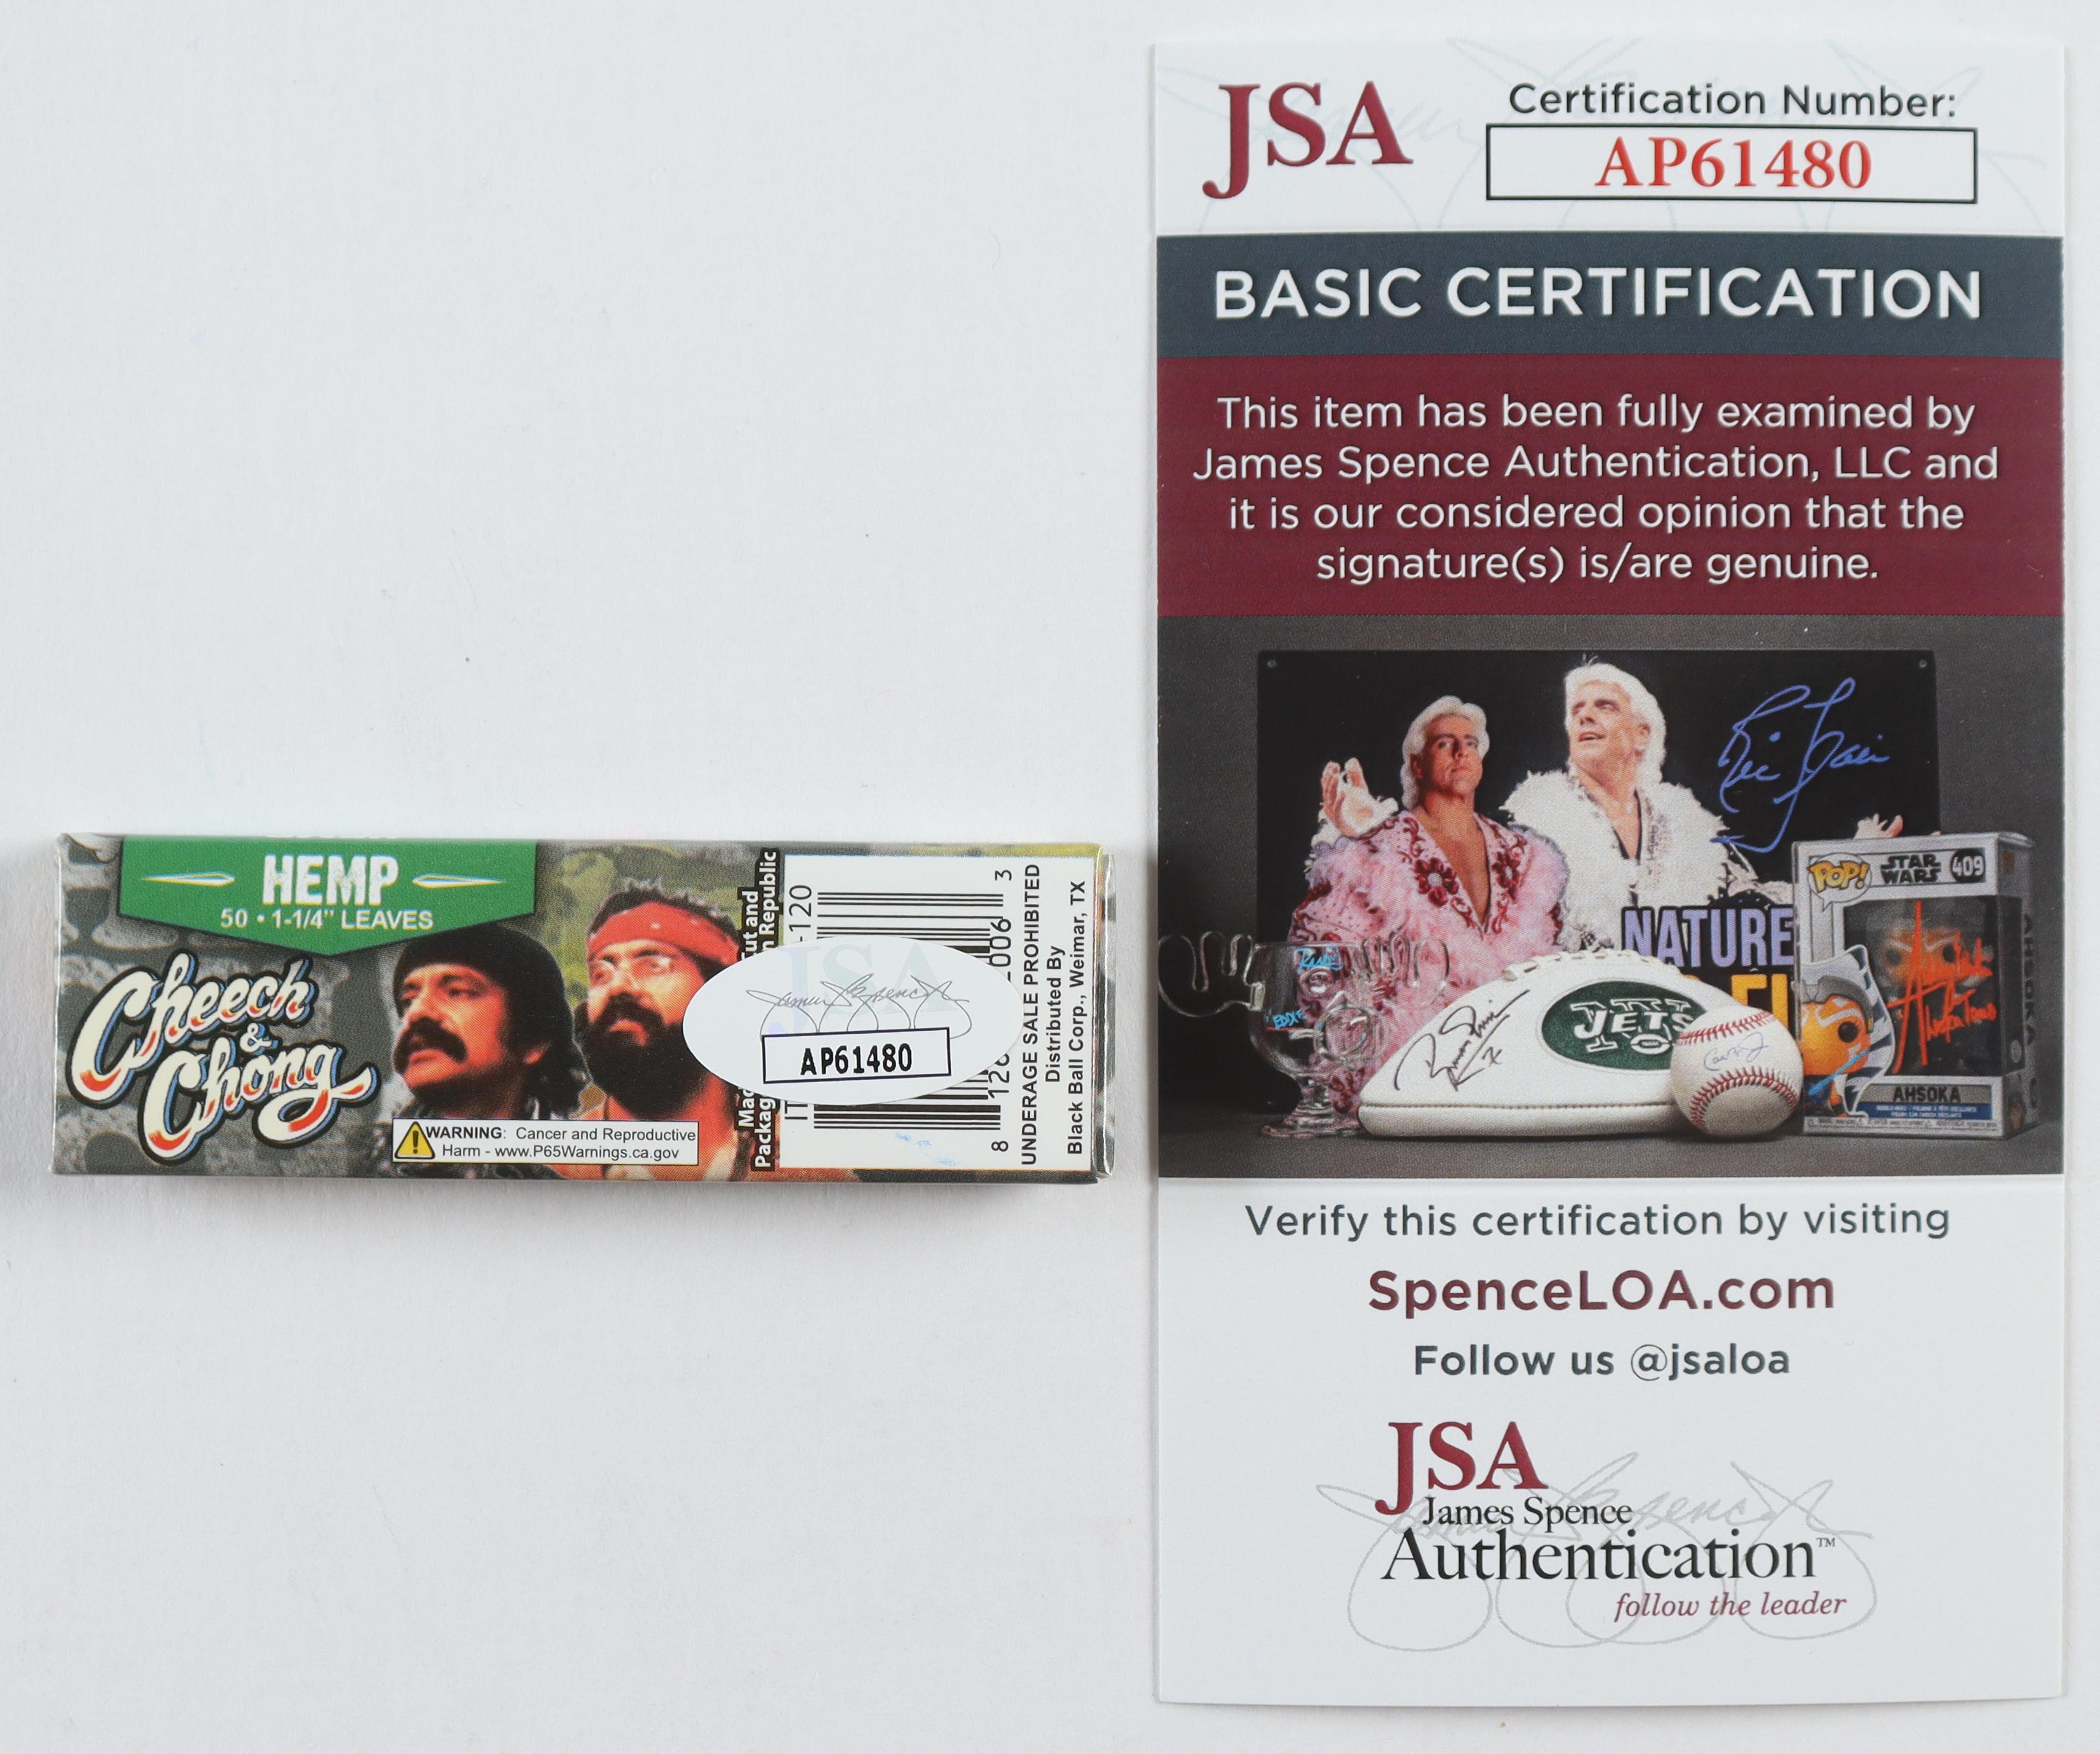 HEMP
50 • 1-1/4" LEAVES
Cheech
&
Chong
WARNING: Cancer and Reproductive
Harm - www.P65Warnings.ca.gov
AP61480
UNDERAGE SALE PROHIBITED
Distributed By
Black Ball Corp., Weimar, TX
JSA
Certification Number:
AP61480
BASIC CERTIFICATION
This item has been fully examined by
James Spence Authentication, LLC and
it is our considered opinion that the
signature(s) is/are genuine.
NATURE
POP!
STAR
WARS
409
JETS
AHSOKA
AHSOKA
Verify this certification by visiting
SpenceLOA.com
Follow us @jsaloa
JSA
James Spence
Authentication™
follow the leader